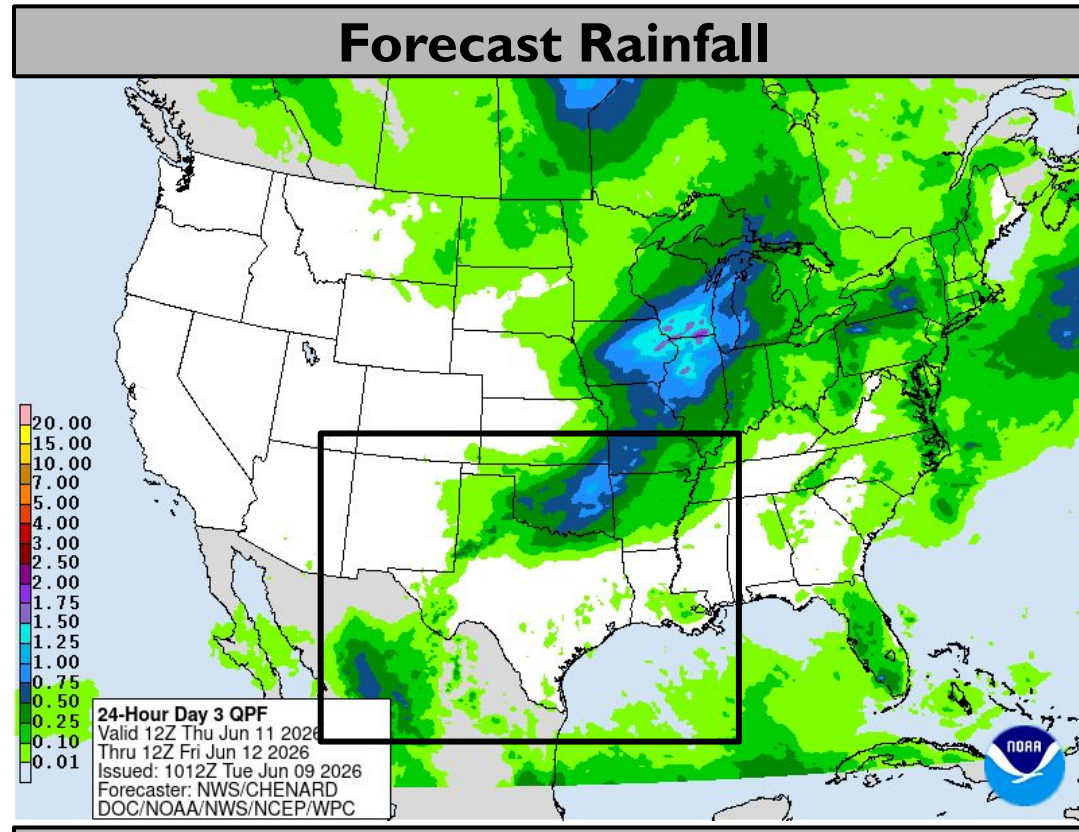 Forecast Rainfall
20.00
15.00
10.00
7.00
5.00
4.00
3.00
2.50
2.00
1.75
1.50
1.25
1.00
0.75
0.50
0.25
0.10
0.01
24-Hour Day 3 QPF
Valid 12Z Thu Jun 11 2026
Thru 12Z Fri Jun 12 2026
Issued: 1012Z Tue Jun 09 2026
Forecaster: NWS/CHENARD
DOC/NOAA/NWS/NCEP/WPC
NOAA